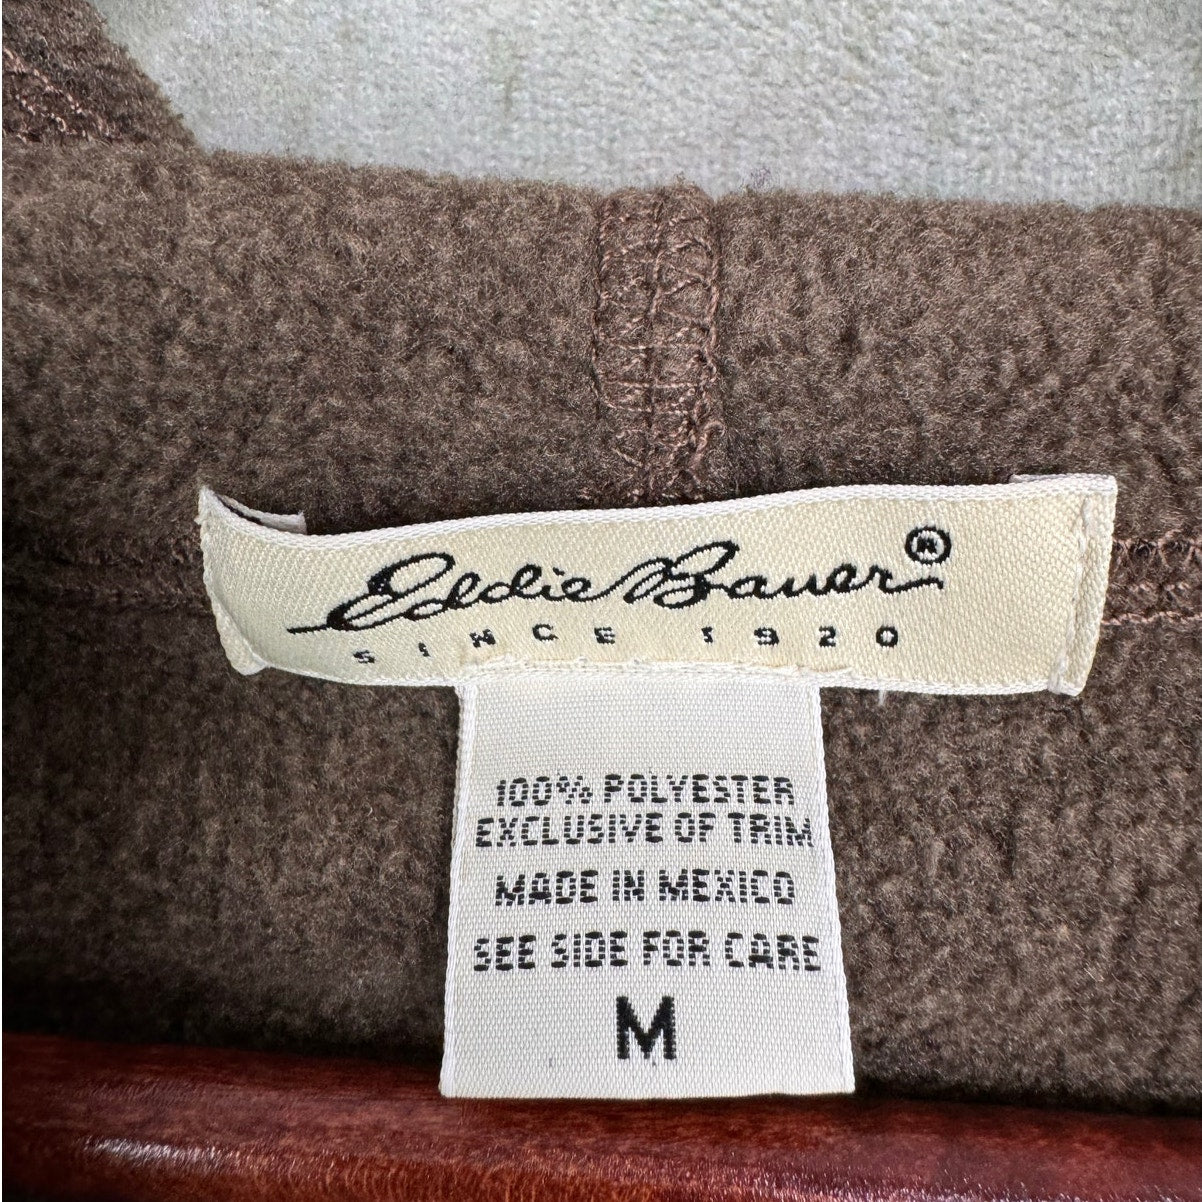 Eddie Bauer®
SINCE 1920
100% POLYESTER
EXCLUSIVE OF TRIM
MADE IN MEXICO
SEE SIDE FOR CARE
M